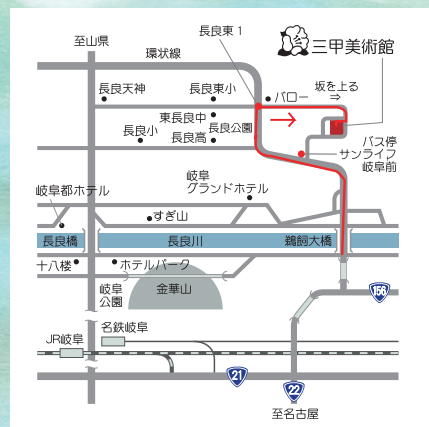 長良東1
至山県
三甲美術館
環状線
坂を上る
⇒
バロー
長良天神
長良東小
東長良中
長良公園
長良小
長良高
バス停
サンライフ
岐阜前
岐阜
グランドホテル
岐阜都ホテル
すぎ山
長良橋
長良川
鵜飼大橋
十八楼
ホテルパーク
岐阜
公園
金華山
156
名鉄岐阜
JR岐阜
21
22
至名古屋